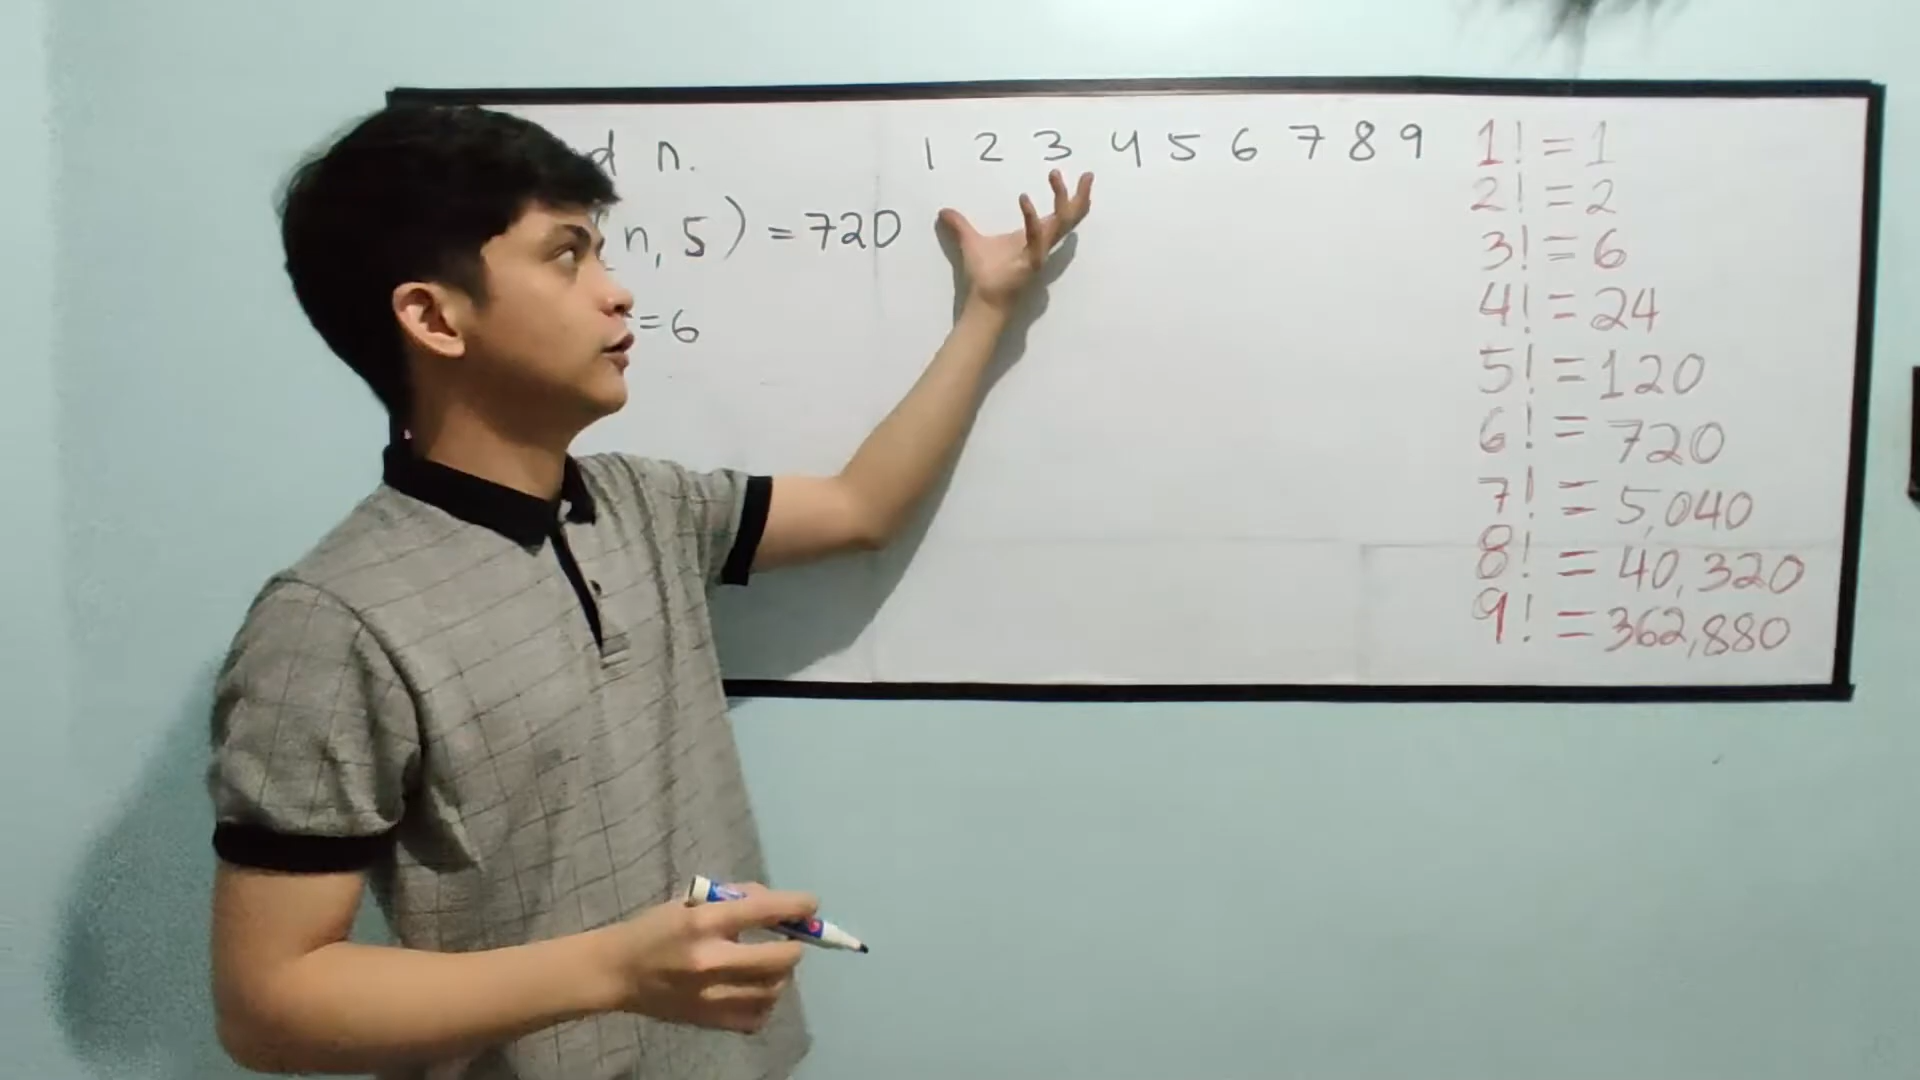 n.
n, 5) = 720
= 6
1 2 3 4 5 6 7 8 9
1! = 1
2! = 2
3! = 6
4! = 24
5! = 120
6! = 720
7! = 5,040
8! = 40,320
9! = 362,880